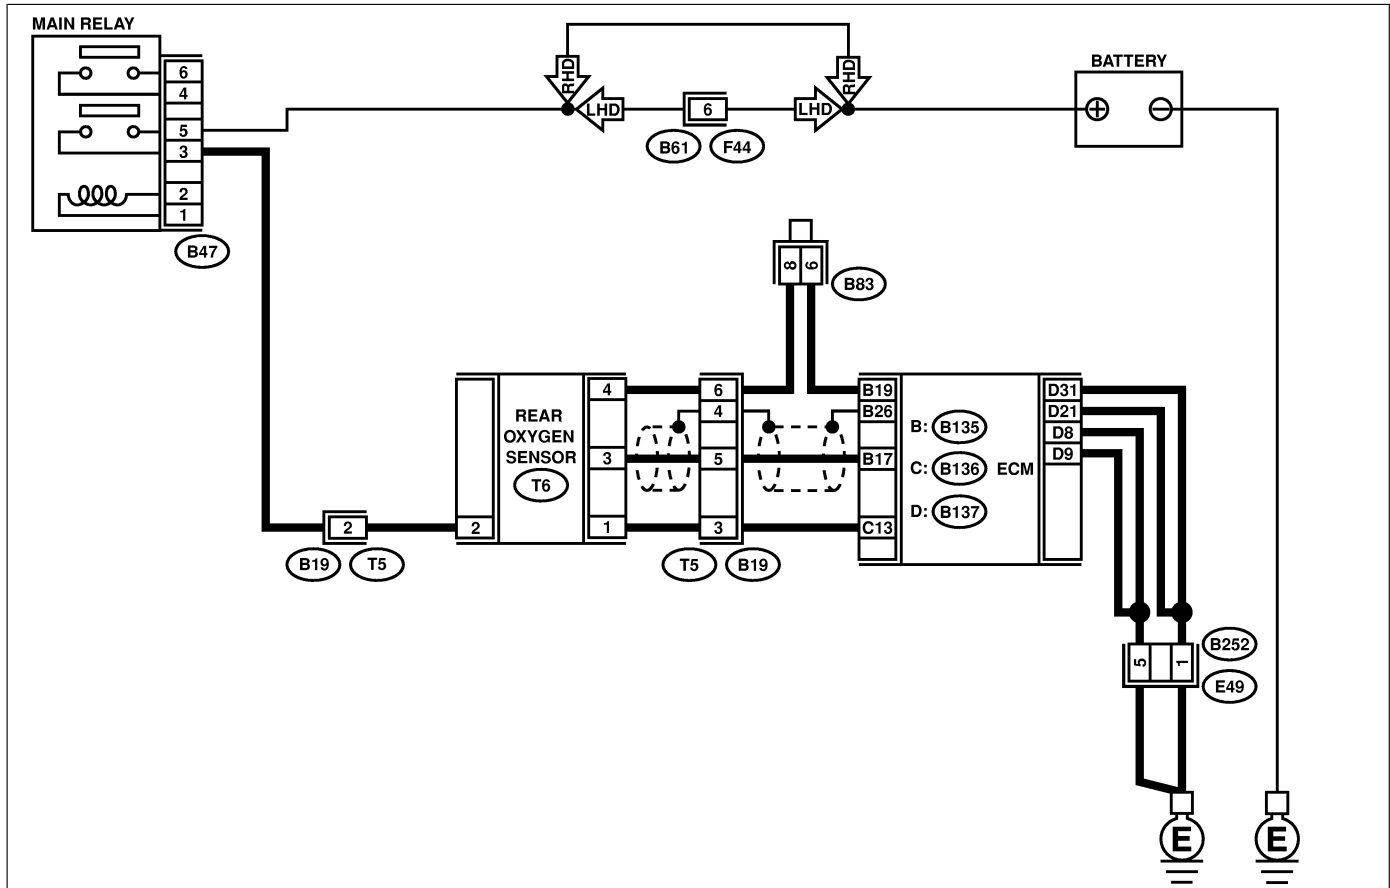 MAIN RELAY
6
4
5
3
2
1
B47
RHD
LHD
6
LHD
RHD
B61
F44
BATTERY
+
−
8
6
B83
2
B19
T5
REAR
OXYGEN
SENSOR
T6
2
4
3
1
6
4
5
3
T5
B19
B19
B26
B17
C13
B: B135
C: B136
D: B137
ECM
D31
D21
D8
D9
5
1
B252
E49
E
E